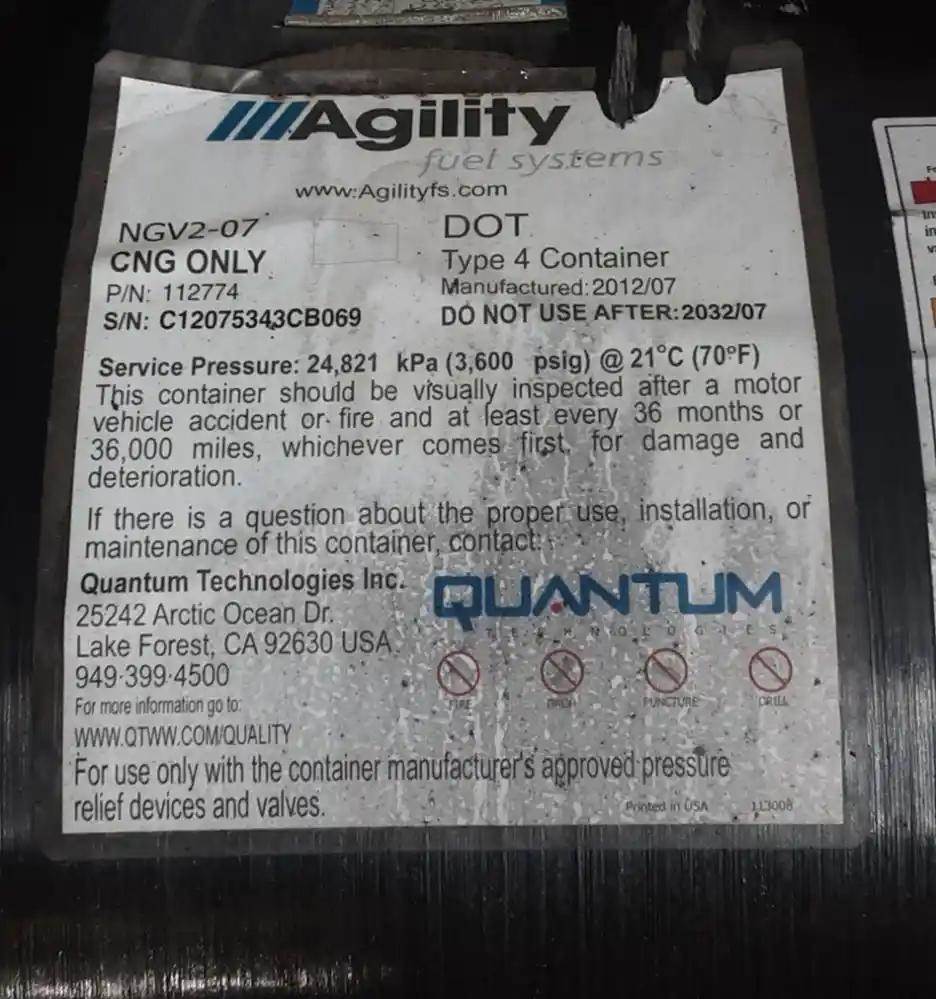 Agility
fuel systems
www.Agilityfs.com
NGV2-07
DOT
CNG ONLY
Type 4 Container
P/N: 112774
Manufactured: 2012/07
S/N: C12075343CB069
DO NOT USE AFTER: 2032/07
Service Pressure: 24,821 kPa (3,600 psig) @ 21°C (70°F)
This container should be visually inspected after a motor
vehicle accident or fire and at least every 36 months or
36,000 miles, whichever comes first, for damage and
deterioration.
If there is a question about the proper use, installation, or
maintenance of this container, contact:
Quantum Technologies Inc.
QUANTUM
TECHNOLOGIES
25242 Arctic Ocean Dr.
Lake Forest, CA 92630 USA
949-399-4500
FIRE
PUNCTURE
DRILL
For more information go to:
WWW.QTWW.COM/QUALITY
For use only with the container manufacturer's approved pressure
relief devices and valves.
Printed in USA
113008